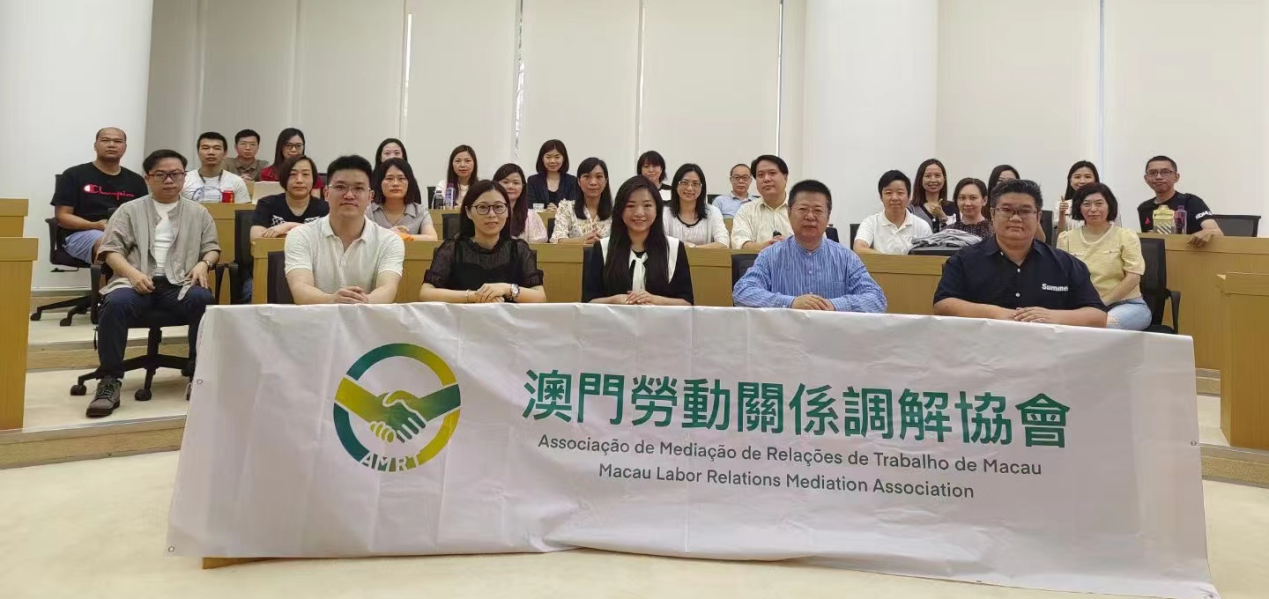 澳門勞動關係調解協會
Associação de Mediação de Relações de Trabalho de Macau
Macau Labor Relations Mediation Association
AMRT
Champion